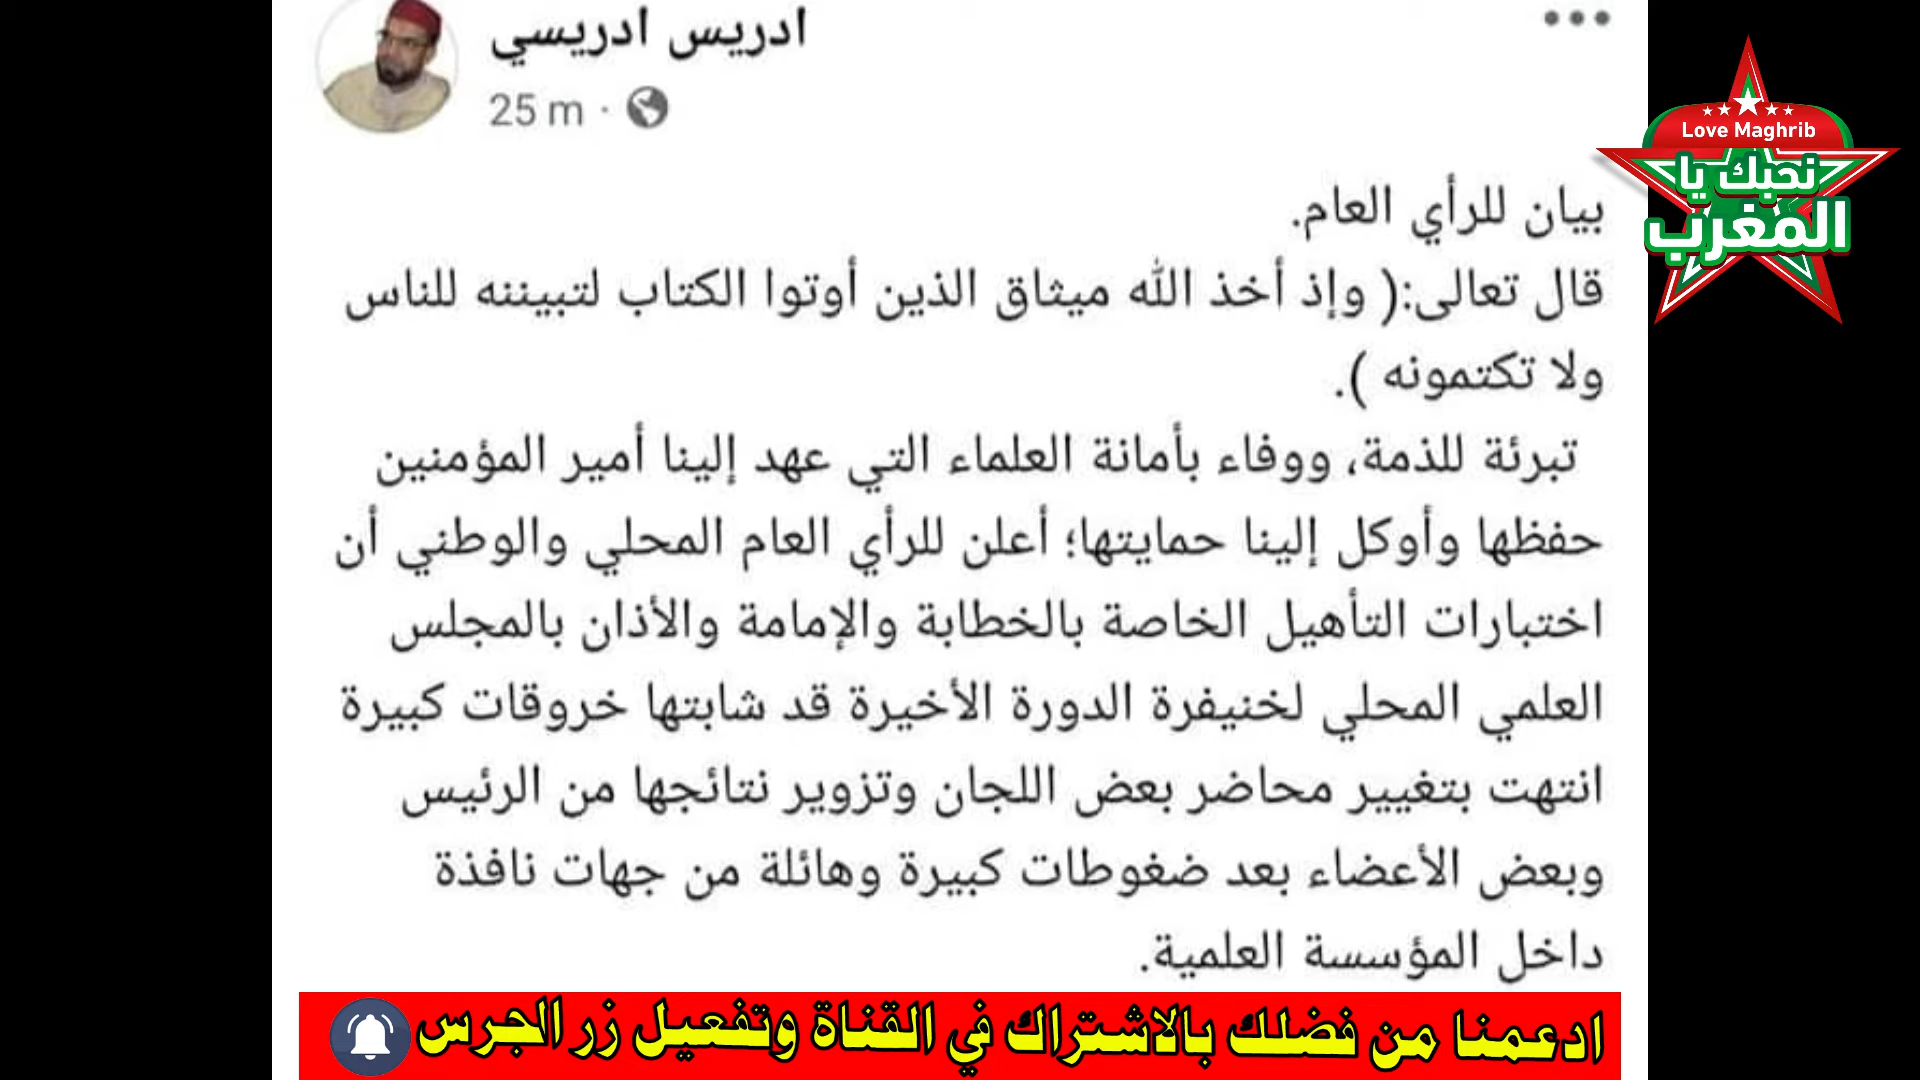 ادريس ادريسي
25 m ·
Love Maghrib
نحبك يا
المغرب
بيان للرأي العام.
قال تعالى:( وإذ أخذ الله ميثاق الذين أوتوا الكتاب لتبيننه للناس
ولا تكتمونه ).
تبرئة للذمة، ووفاء بأمانة العلماء التي عهد إلينا أمير المؤمنين
حفظها وأوكل إلينا حمايتها؛ أعلن للرأي العام المحلي والوطني أن
اختبارات التأهيل الخاصة بالخطابة والإمامة والأذان بالمجلس
العلمي المحلي لخنيفرة الدورة الأخيرة قد شابتها خروقات كبيرة
انتهت بتغيير محاضر بعض اللجان وتزوير نتائجها من الرئيس
وبعض الأعضاء بعد ضغوطات كبيرة وهائلة من جهات نافذة
داخل المؤسسة العلمية.
ادعمنا من فضلك بالاشتراك في القناة وتفعيل زر الجرس